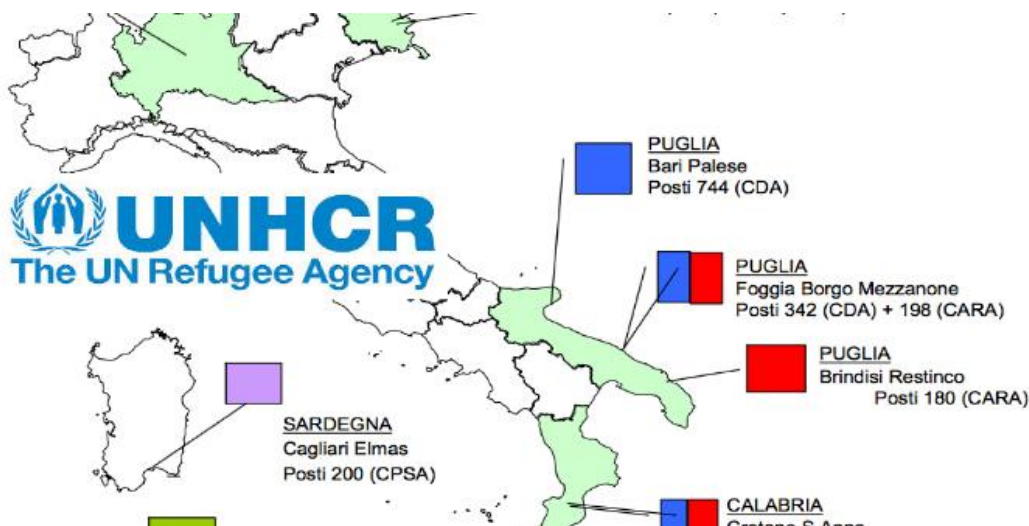 PUGLIA
Bari Palese
Posti 744 (CDA)
UNHCR
The UN Refugee Agency
PUGLIA
Foggia Borgo Mezzanone
Posti 342 (CDA) + 198 (CARA)
PUGLIA
Brindisi Restinco
Posti 180 (CARA)
SARDEGNA
Cagliari Elmas
Posti 200 (CPSA)
CALABRIA